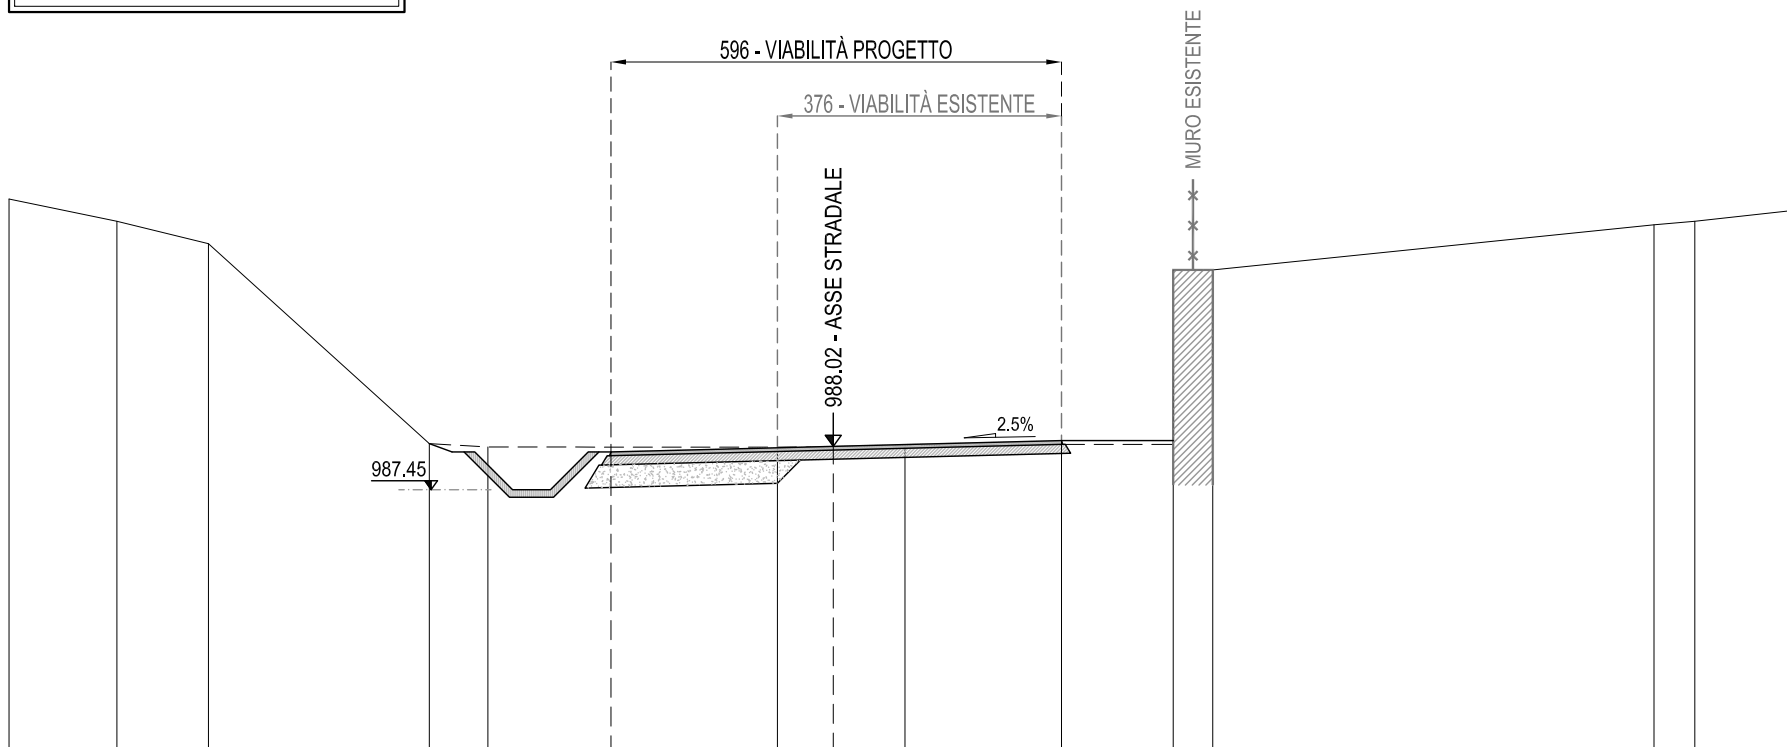 596 - VIABILITÀ PROGETTO
376 - VIABILITÀ ESISTENTE
MURO ESISTENTE
988.02 - ASSE STRADALE
2.5%
987.45